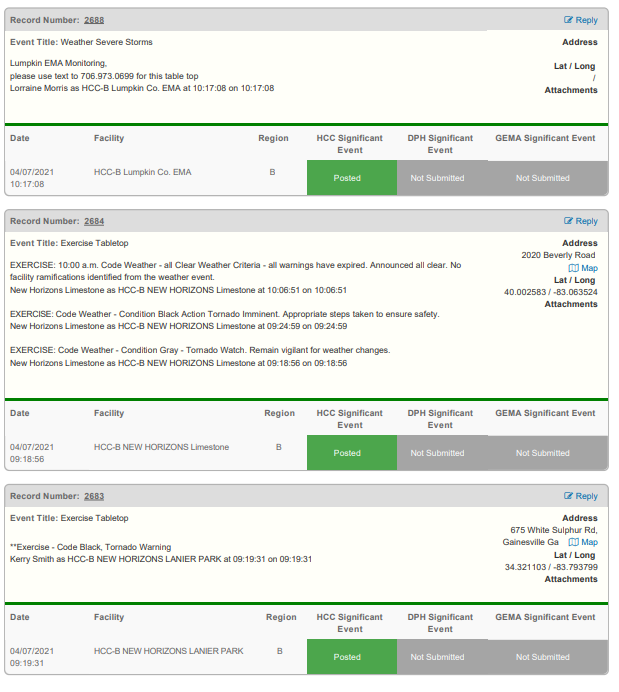 Record Number: 2688
Reply
Event Title: Weather Severe Storms
Address
Lumpkin EMA Monitoring,
please use text to 706.973.0699 for this table top
Lorraine Morris as HCC-B Lumpkin Co. EMA at 10:17:08 on 10:17:08
Lat / Long
/
Attachments
Date Facility Region HCC Significant Event DPH Significant Event GEMA Significant Event
04/07/2021 10:17:08 HCC-B Lumpkin Co. EMA B Posted Not Submitted Not Submitted
Record Number: 2684
Reply
Event Title: Exercise Tabletop
Address
2020 Beverly Road
Map
Lat / Long
40.002583 / -83.063524
Attachments
EXERCISE: 10:00 a.m. Code Weather - all Clear Weather Criteria - all warnings have expired. Announced all clear. No
facility ramifications identified from the weather event.
New Horizons Limestone as HCC-B NEW HORIZONS Limestone at 10:06:51 on 10:06:51
EXERCISE: Code Weather - Condition Black Action Tornado Imminent. Appropriate steps taken to ensure safety.
New Horizons Limestone as HCC-B NEW HORIZONS Limestone at 09:24:59 on 09:24:59
EXERCISE: Code Weather - Condition Gray - Tornado Watch. Remain vigilant for weather changes.
New Horizons Limestone as HCC-B NEW HORIZONS Limestone at 09:18:56 on 09:18:56
Date Facility Region HCC Significant Event DPH Significant Event GEMA Significant Event
04/07/2021 09:18:56 HCC-B NEW HORIZONS Limestone B Posted Not Submitted Not Submitted
Record Number: 2683
Reply
Event Title: Exercise Tabletop
Address
675 White Sulphur Rd,
Gainesville Ga Map
Lat / Long
34.321103 / -83.793799
Attachments
**Exercise - Code Black, Tornado Warning
Kerry Smith as HCC-B NEW HORIZONS LANIER PARK at 09:19:31 on 09:19:31
Date Facility Region HCC Significant Event DPH Significant Event GEMA Significant Event
04/07/2021 09:19:31 HCC-B NEW HORIZONS LANIER PARK B Posted Not Submitted Not Submitted